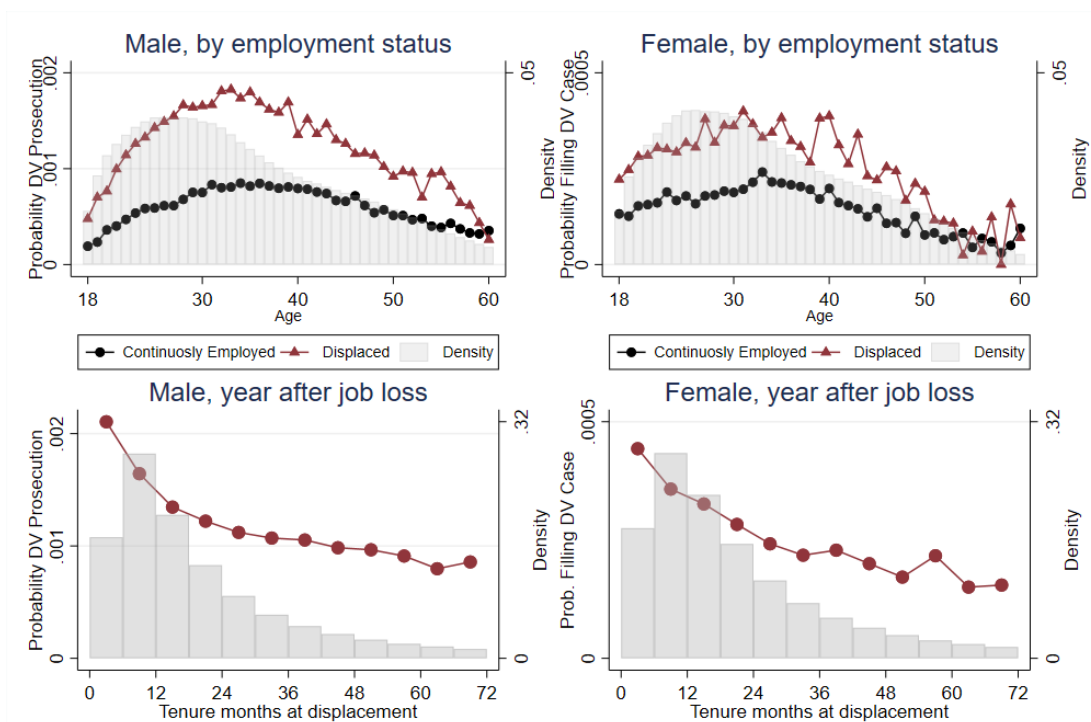 Male, by employment status
Probability DV Prosecution
.002
.001
0
.05
Density
18
30
40
50
60
Age
Continuosly Employed
Displaced
Density
Female, by employment status
Probability Filling DV Case
.0005
0
.05
Density
18
30
40
50
60
Age
Continuosly Employed
Displaced
Density
Male, year after job loss
Probability DV Prosecution
.002
.001
0
.32
0
Density
0
12
24
36
48
60
72
Tenure months at displacement
Female, year after job loss
Prob. Filling DV Case
.0005
0
.32
0
Density
0
12
24
36
48
60
72
Tenure months at displacement